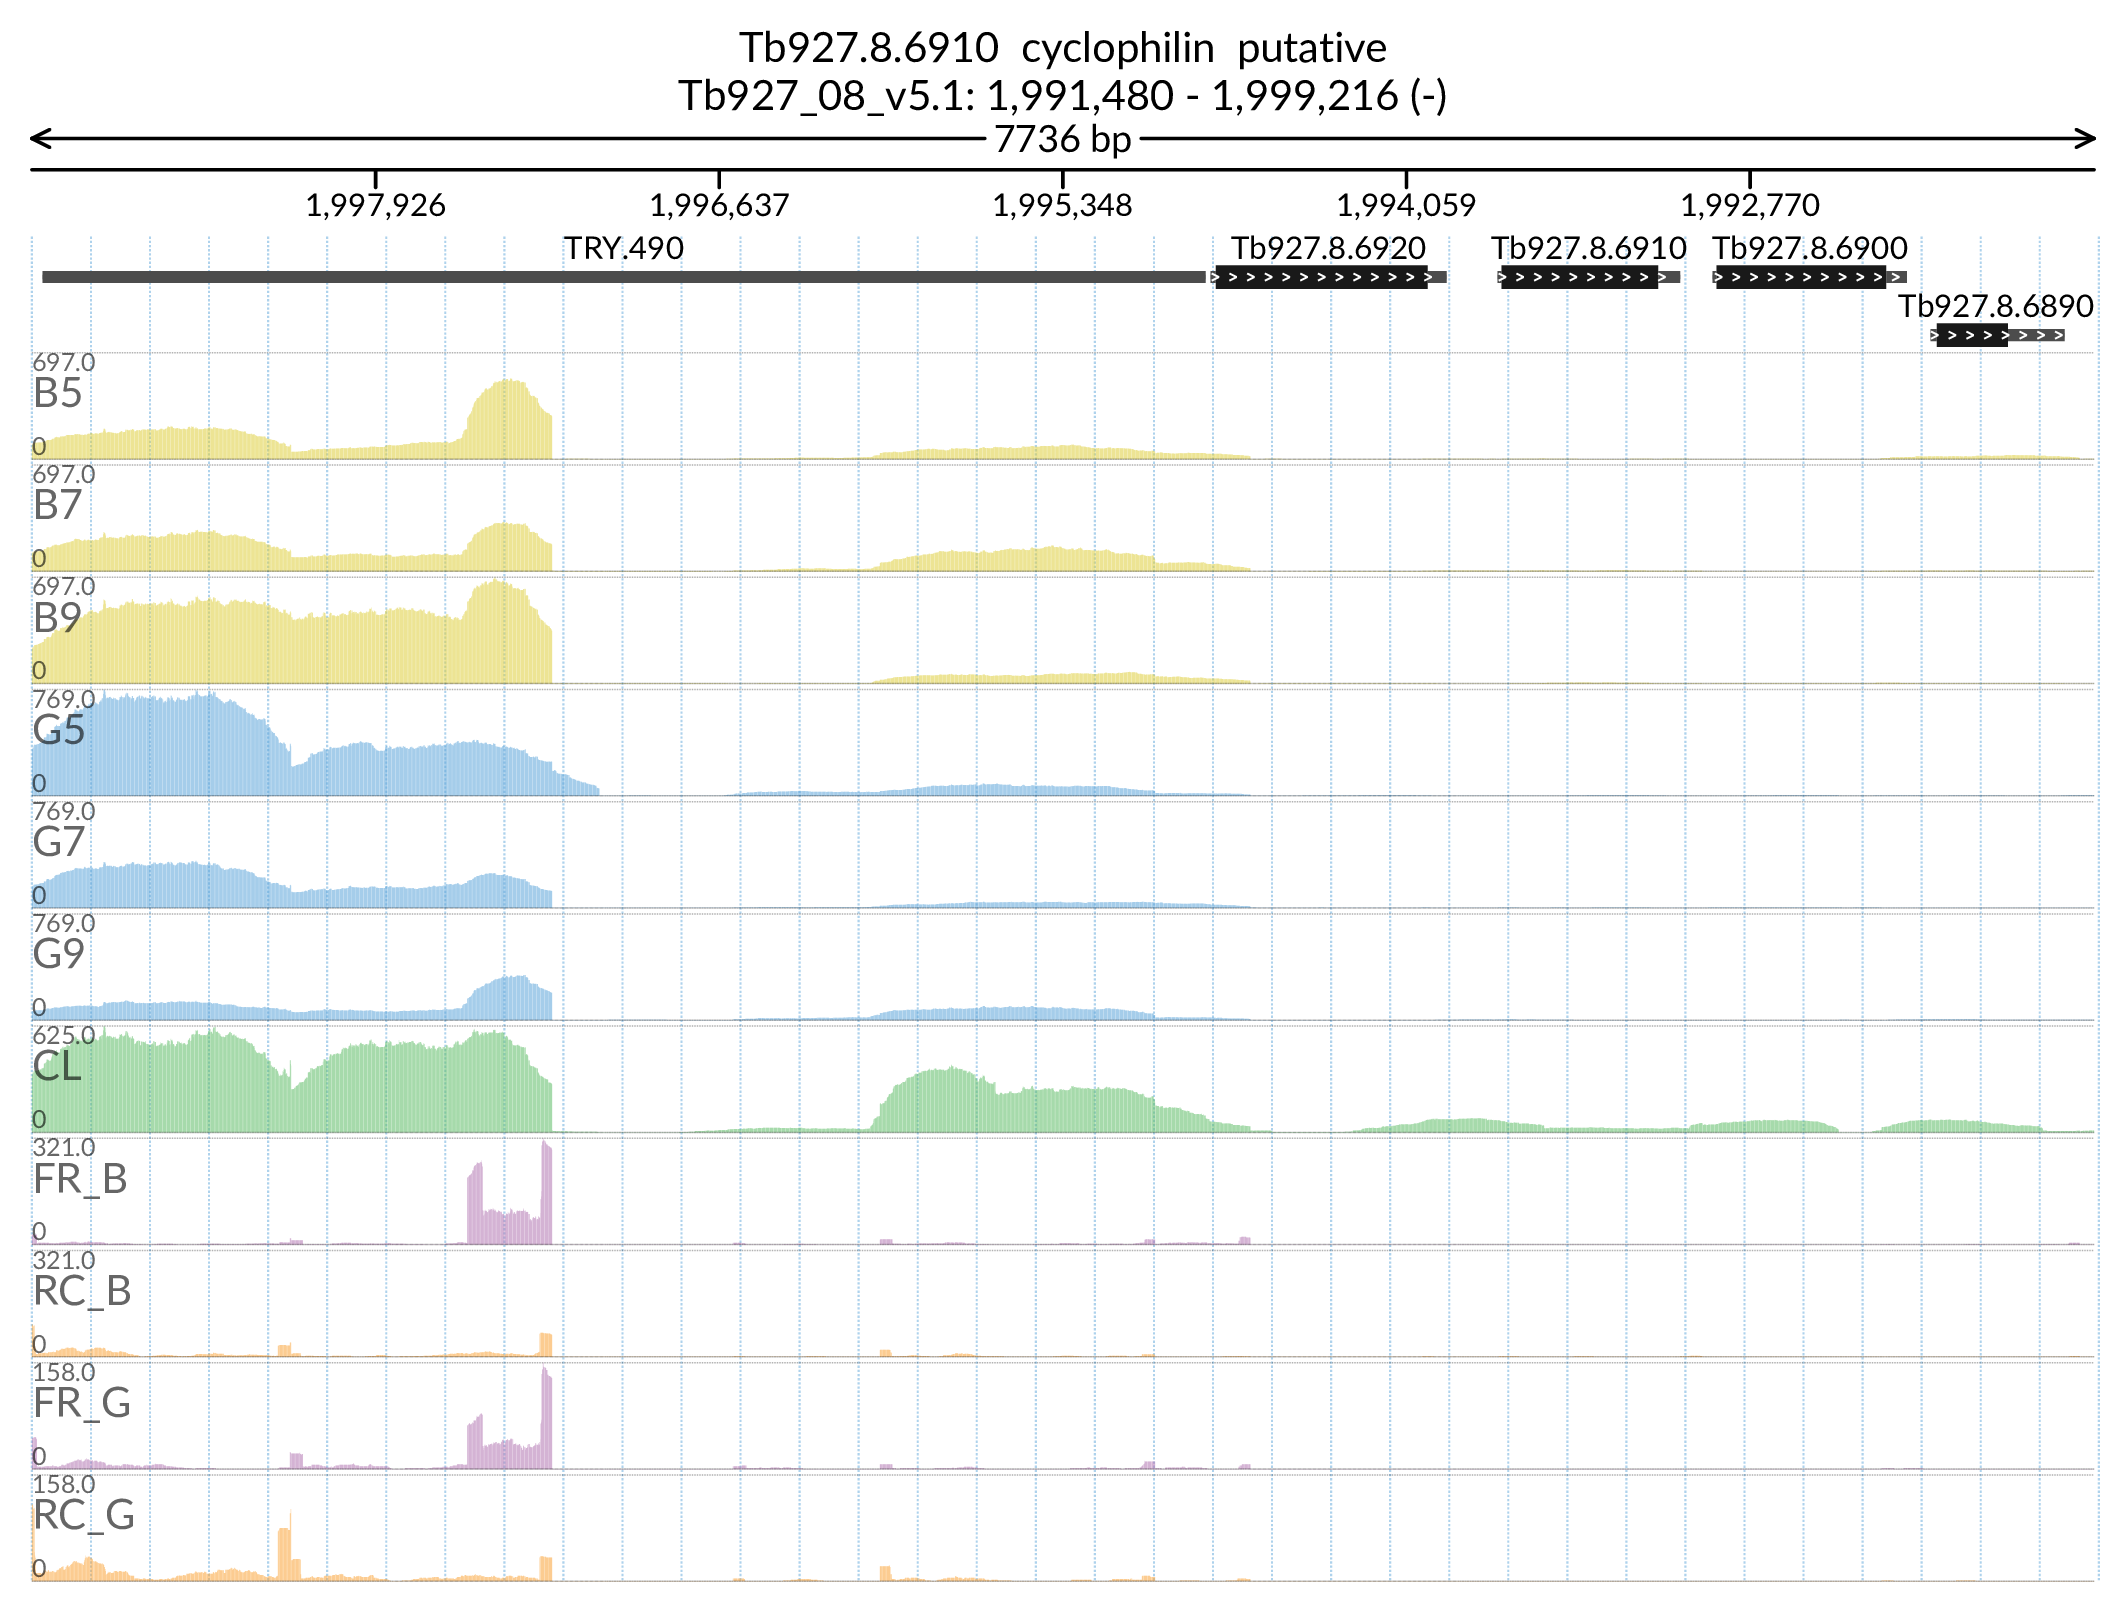 Tb927.8.6910 cyclophilin putative
Tb927_08_v5.1: 1,991,480 - 1,999,216 (-)
7736 bp
1,997,926 1,996,637 1,995,348 1,994,059 1,992,770
TRY.490 Tb927.8.6920 Tb927.8.6910 Tb927.8.6900
Tb927.8.6890
697.0
B5
0
697.0
B7
0
697.0
B9
0
769.0
G5
0
769.0
G7
0
769.0
G9
0
625.0
CL
0
321.0
FR_B
0
321.0
RC_B
0
158.0
FR_G
0
158.0
RC_G
0